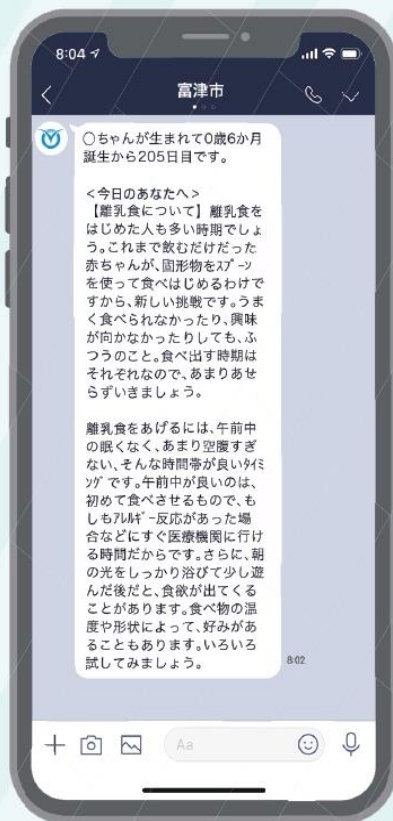 8:04
富津市
○ちゃんが生まれて0歳6か月
誕生から205日目です。
<今日のあなたへ>
【離乳食について】離乳食を
はじめた人も多い時期でしょ
う。これまで飲むだけだった
赤ちゃんが、固形物をｽﾌﾟｰﾝ
を使って食べはじめるわけで
すから、新しい挑戦です。うま
く食べられなかったり、興味
が向かなかったりしても、ふ
つうのこと。食べ出す時期は
それぞれなので、あまりあせ
らずいきましょう。
離乳食をあげるには、午前中
の眠くなく、あまり空腹すぎ
ない、そんな時間帯が良いﾀｲﾐ
ﾝｸﾞです。午前中が良いのは、
初めて食べさせるもので、も
しもｱﾚﾙｷﾞｰ反応があった場
合などにすぐ医療機関に行け
る時間だからです。さらに、朝
の光をしっかり浴びて少し遊
んだ後だと、食欲が出てくる
ことがあります。食べ物の温
度や形状によって、好みがあ
ることもあります。いろいろ
試してみましょう。
8:02
Aa